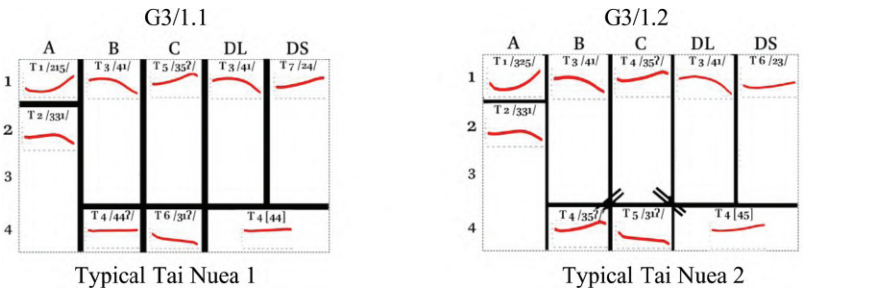 G3/1.1
A B C DL DS
1 T1 /215/ T3 /41/ T5 /35ʔ/ T3 /41/ T7 /24/
2 T2 /331/
3
4 T4 /44ʔ/ T6 /31ʔ/ T4 [44]
Typical Tai Nuea 1
G3/1.2
A B C DL DS
1 T1 /325/ T3 /41/ T4 /35ʔ/ T3 /41/ T6 /23/
2 T2 /331/
3
4 T4 /35ʔ/ T5 /31ʔ/ T4 [45]
Typical Tai Nuea 2